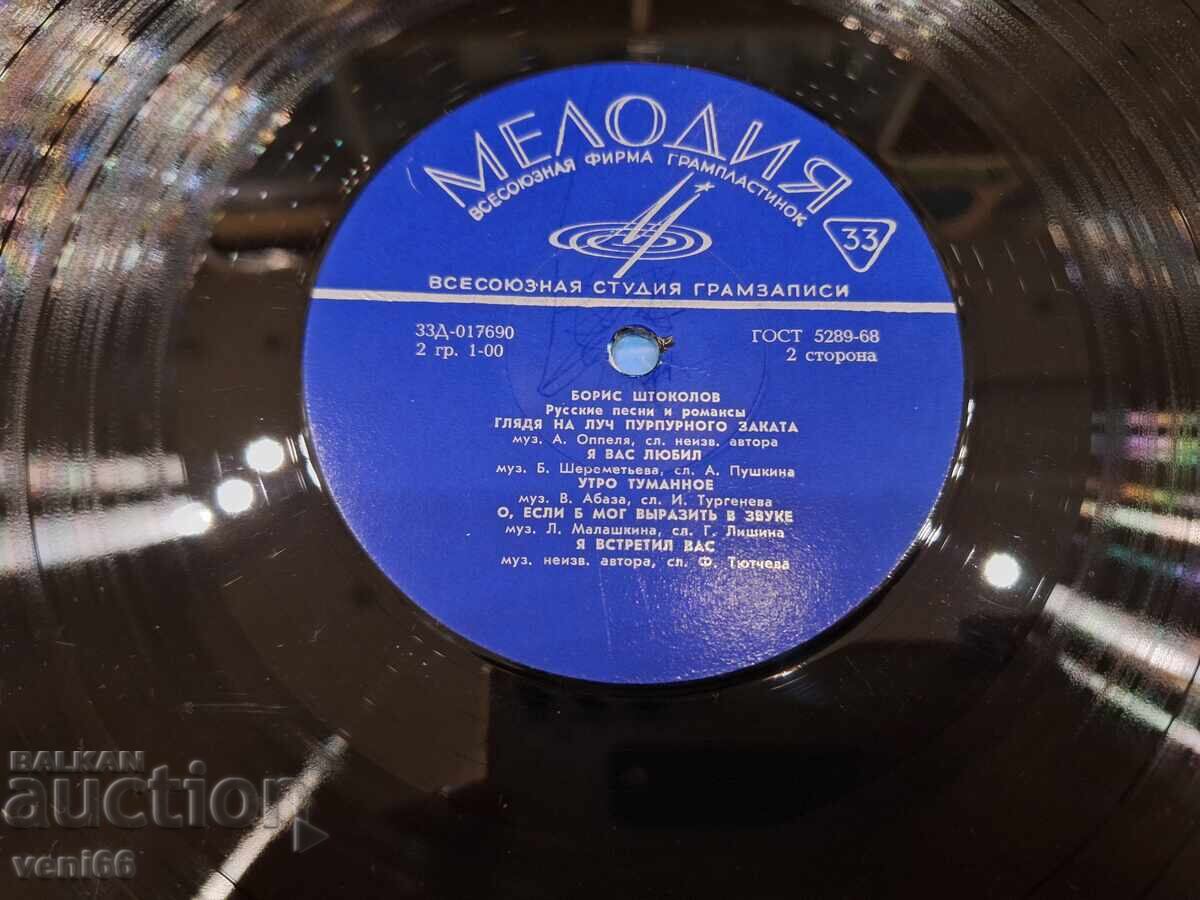 МЕЛОДИЯ
ВСЕСОЮЗНАЯ ФИРМА ГРАМПЛАСТИНОК
33
ВСЕСОЮЗНАЯ СТУДИЯ ГРАМЗАПИСИ
33Д-017690
2 гр. 1-00
ГОСТ 5289-68
2 сторона
БОРИС ШТОКОЛОВ
Русские песни и романсы
ГЛЯДЯ НА ЛУЧ ПУРПУРНОГО ЗАКАТА
муз. А. Оппеля, сл. неизв. автора
Я ВАС ЛЮБИЛ
муз. Б. Шереметьева, сл. А. Пушкина
УТРО ТУМАННОЕ
муз. В. Абаза, сл. И. Тургенева
О, ЕСЛИ Б МОГ ВЫРАЗИТЬ В ЗВУКЕ
муз. Л. Малашкина, сл. Г. Лишина
Я ВСТРЕТИЛ ВАС
муз. неизв. автора, сл. Ф. Тютчева
BALKAN
auction
veni66